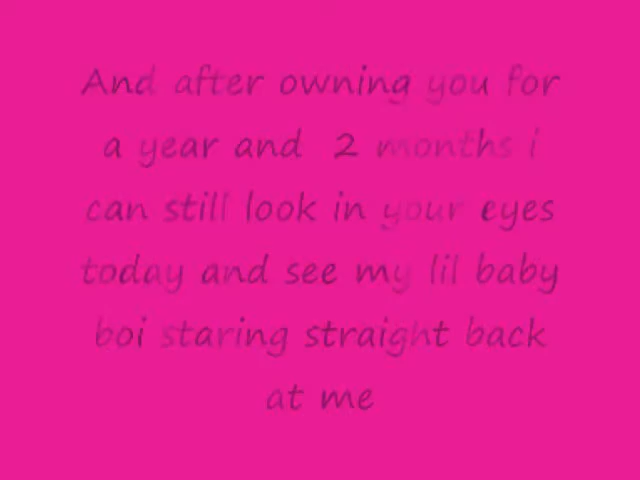 And after owning you for
a year and 2 months i
can still look in your eyes
today and see my lil baby
boi staring straight back
at me